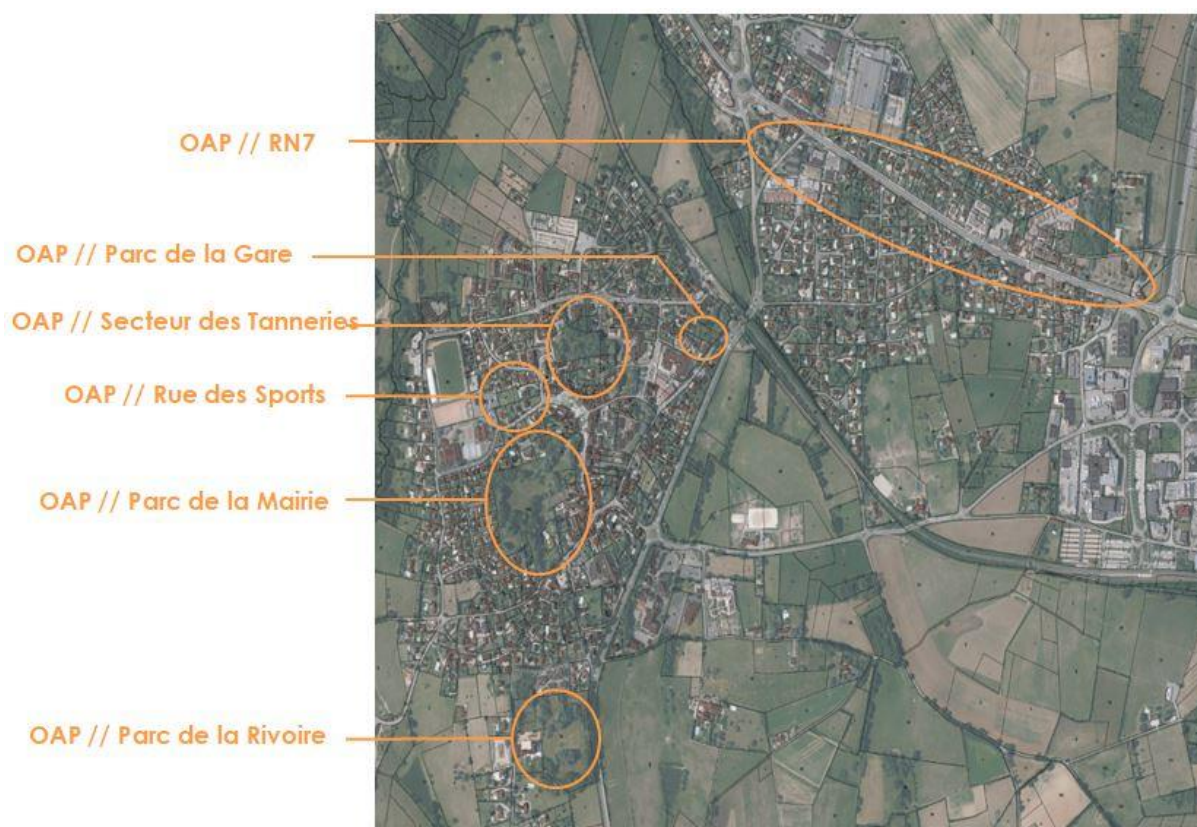 OAP // RN7
OAP // Parc de la Gare
OAP // Secteur des Tanneries
OAP // Rue des Sports
OAP // Parc de la Mairie
OAP // Parc de la Rivoire